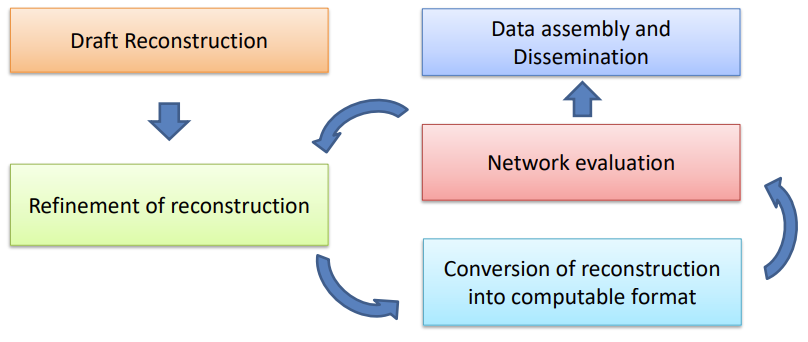 Draft Reconstruction
Data assembly and
Dissemination
Network evaluation
Refinement of reconstruction
Conversion of reconstruction
into computable format